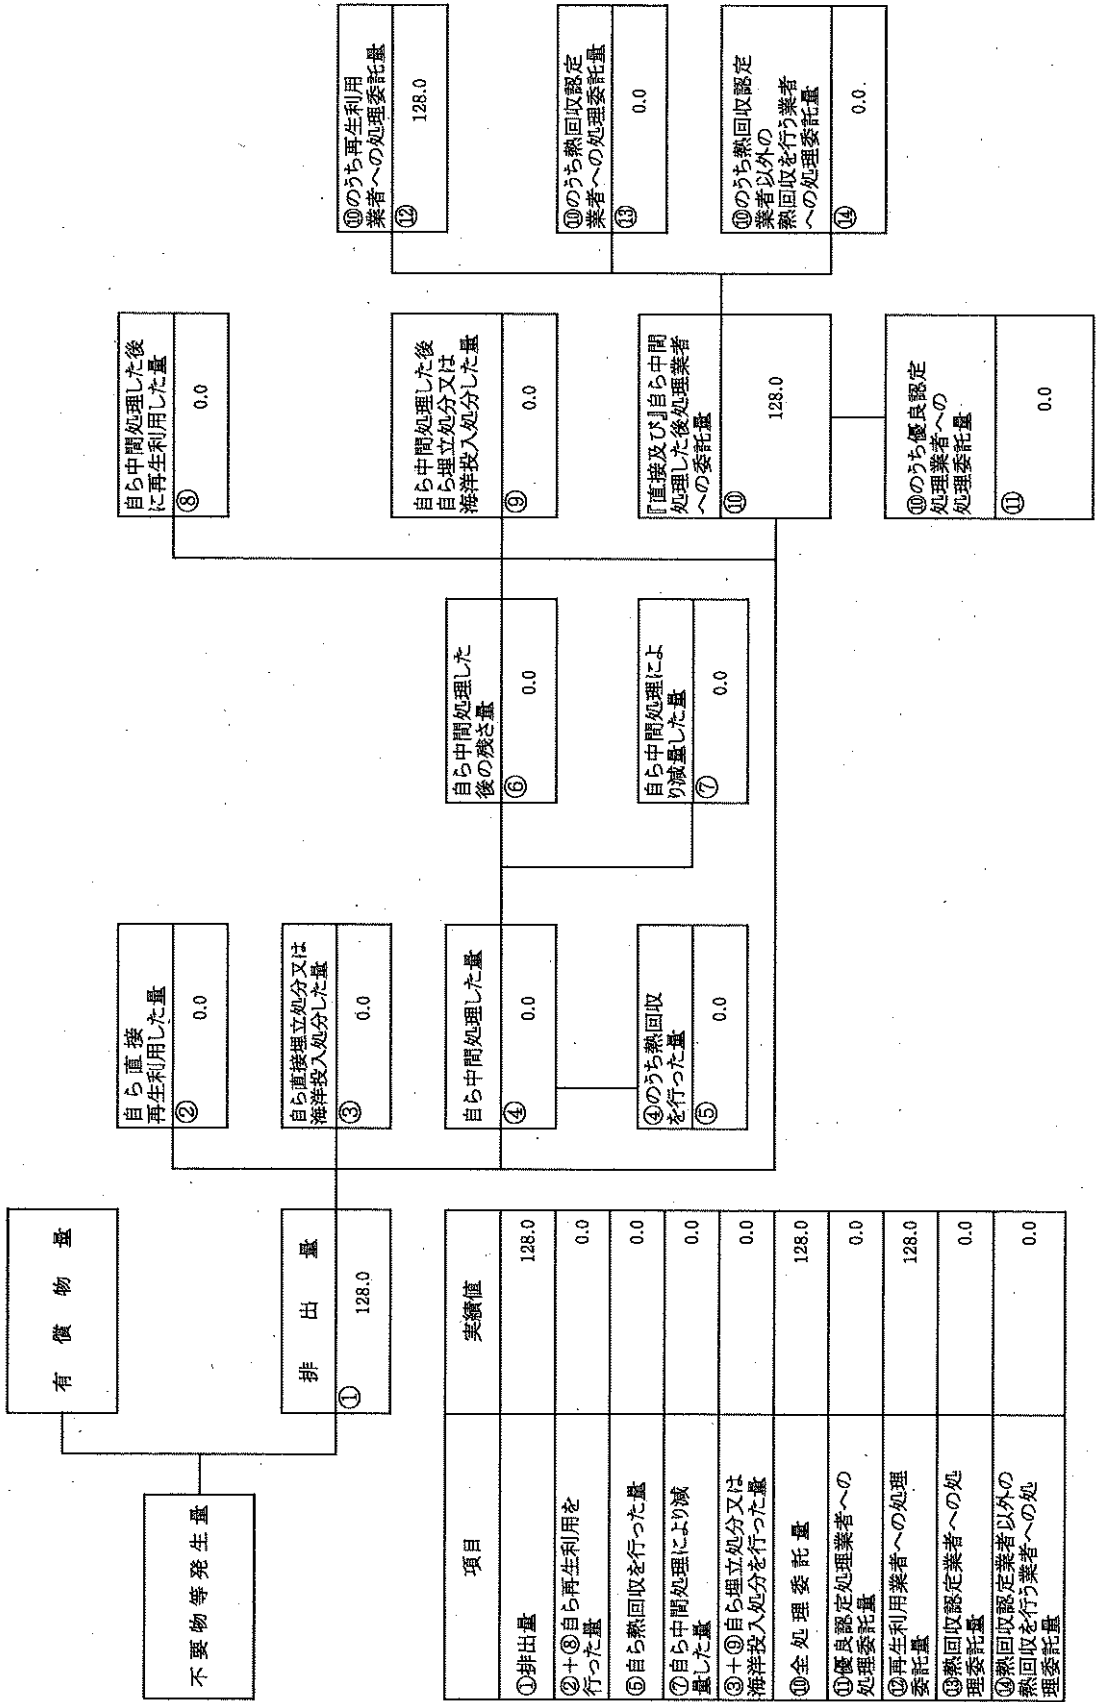 不要物等発生量
有償物量
排出量
①
128.0
自ら直接
再生利用した量
②
0.0
自ら直接埋立処分又は
海洋投入処分した量
③
0.0
自ら中間処理した量
④
0.0
④のうち熱回収
を行った量
⑤
0.0
自ら中間処理した
後の残さ量
⑥
0.0
自ら中間処理によ
り減量した量
⑦
0.0
自ら中間処理した後
に再生利用した量
⑧
0.0
自ら中間処理した後
自ら埋立処分又は
海洋投入処分した量
⑨
0.0
『直接及び』自ら中間
処理した後処理業者
への委託量
⑩
128.0
⑩のうち優良認定
処理業者への
処理委託量
⑪
0.0
⑩のうち再生利用
業者への処理委託量
⑫
128.0
⑩のうち熱回収認定
業者への処理委託量
⑬
0.0
⑩のうち熱回収認定
業者以外の
熱回収を行う業者
への処理委託量
⑭
0.0
項目 実績値
①排出量 128.0
②+⑧自ら再生利用を
行った量 0.0
⑤自ら熱回収を行った量 0.0
⑦自ら中間処理により減
量した量 0.0
③+⑨自ら埋立処分又は
海洋投入処分を行った量 0.0
⑩全処理委託量 128.0
⑪優良認定処理業者への
処理委託量 0.0
⑫再生利用業者への処理
委託量 128.0
⑬熱回収認定業者への処
理委託量 0.0
⑭熱回収認定業者以外の
熱回収を行う業者への処
理委託量 0.0